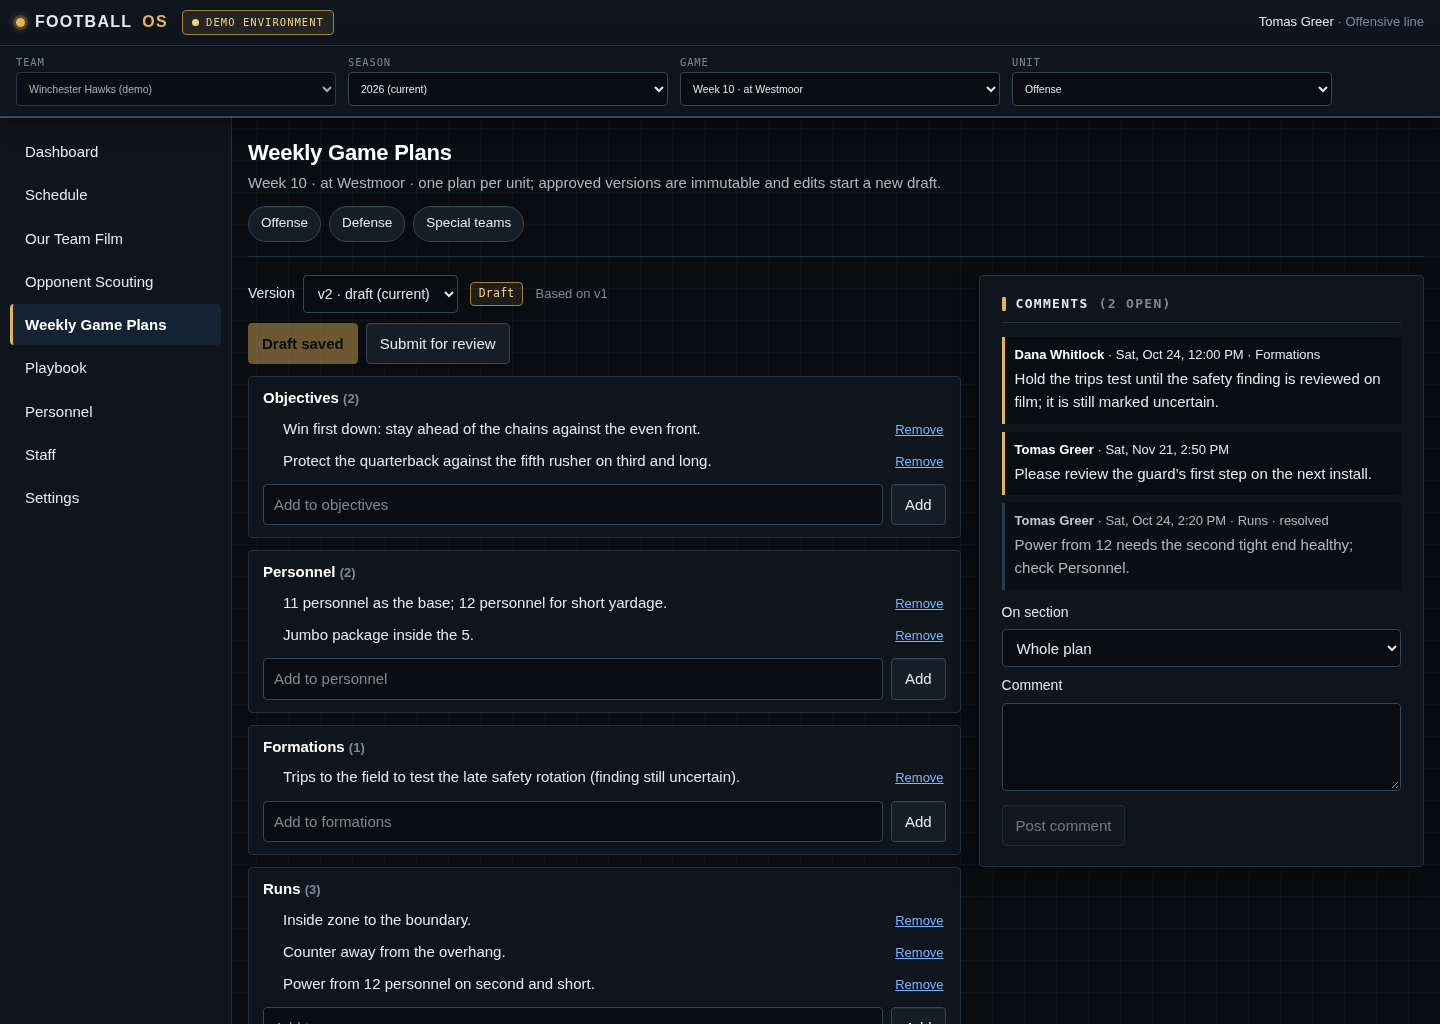 FOOTBALL OS
DEMO ENVIRONMENT
Tomas Greer · Offensive line
TEAM
Winchester Hawks (demo)
SEASON
2026 (current)
GAME
Week 10 · at Westmoor
UNIT
Offense
Dashboard
Schedule
Our Team Film
Opponent Scouting
Weekly Game Plans
Playbook
Personnel
Staff
Settings
Weekly Game Plans
Week 10 · at Westmoor · one plan per unit; approved versions are immutable and edits start a new draft.
Offense
Defense
Special teams
Version
v2 · draft (current)
Draft
Based on v1
Draft saved
Submit for review
Objectives (2)
Win first down: stay ahead of the chains against the even front.
Remove
Protect the quarterback against the fifth rusher on third and long.
Remove
Add to objectives
Add
Personnel (2)
11 personnel as the base; 12 personnel for short yardage.
Remove
Jumbo package inside the 5.
Remove
Add to personnel
Add
Formations (1)
Trips to the field to test the late safety rotation (finding still uncertain).
Remove
Add to formations
Add
Runs (3)
Inside zone to the boundary.
Remove
Counter away from the overhang.
Remove
Power from 12 personnel on second and short.
Remove
COMMENTS (2 OPEN)
Dana Whitlock · Sat, Oct 24, 12:00 PM · Formations
Hold the trips test until the safety finding is reviewed on
film; it is still marked uncertain.
Tomas Greer · Sat, Nov 21, 2:50 PM
Please review the guard’s first step on the next install.
Tomas Greer · Sat, Oct 24, 2:20 PM · Runs · resolved
Power from 12 needs the second tight end healthy;
check Personnel.
On section
Whole plan
Comment
Post comment